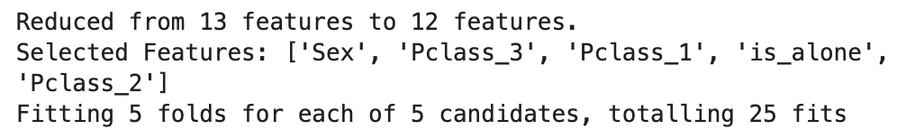 Reduced from 13 features to 12 features.
Selected Features: ['Sex', 'Pclass_3', 'Pclass_1', 'is_alone',
'Pclass_2']
Fitting 5 folds for each of 5 candidates, totalling 25 fits